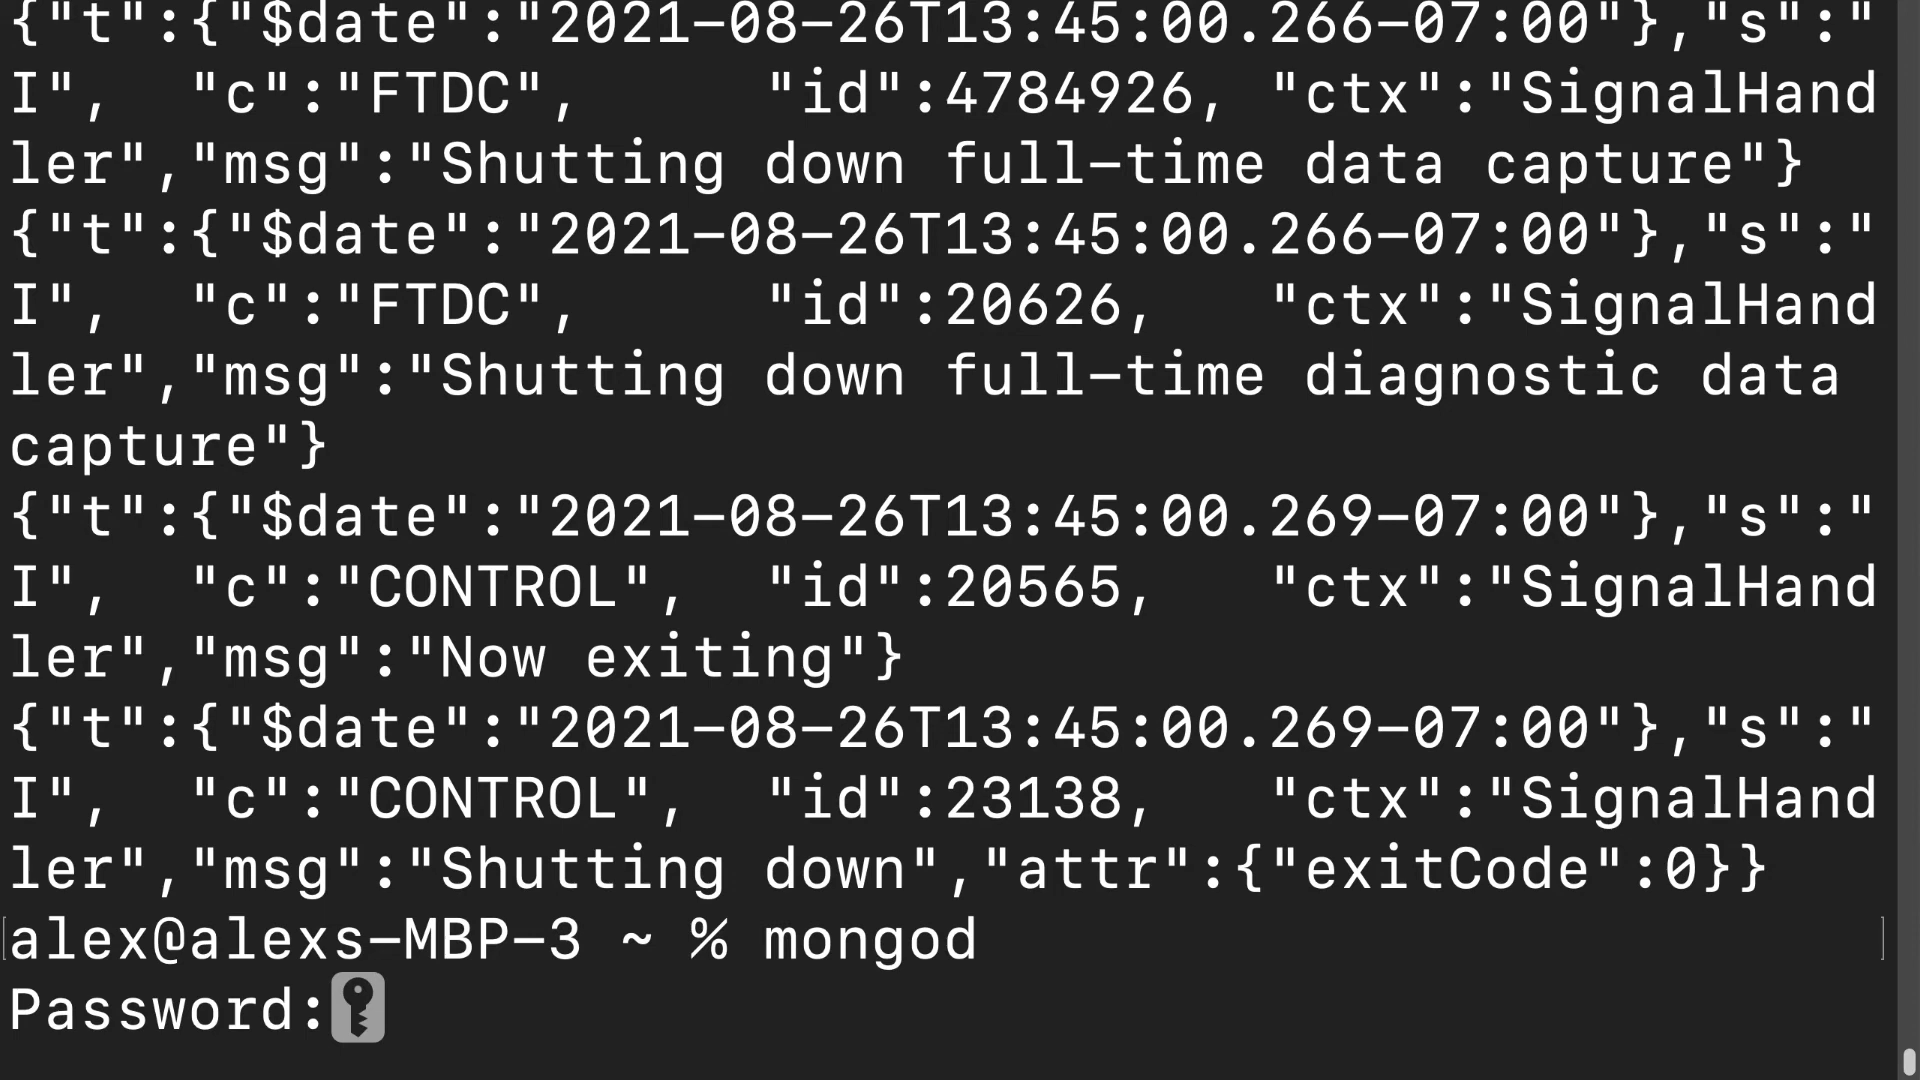 {"t":{"$date":"2021-08-26T13:45:00.266-07:00"},"s":"
I",  "c":"FTDC",     "id":4784926, "ctx":"SignalHand
ler","msg":"Shutting down full-time data capture"}
{"t":{"$date":"2021-08-26T13:45:00.266-07:00"},"s":"
I",  "c":"FTDC",     "id":20626,   "ctx":"SignalHand
ler","msg":"Shutting down full-time diagnostic data
capture"}
{"t":{"$date":"2021-08-26T13:45:00.269-07:00"},"s":"
I",  "c":"CONTROL",  "id":20565,   "ctx":"SignalHand
ler","msg":"Now exiting"}
{"t":{"$date":"2021-08-26T13:45:00.269-07:00"},"s":"
I",  "c":"CONTROL",  "id":23138,   "ctx":"SignalHand
ler","msg":"Shutting down","attr":{"exitCode":0}}
[alex@alexs-MBP-3 ~ % mongod ]
Password: